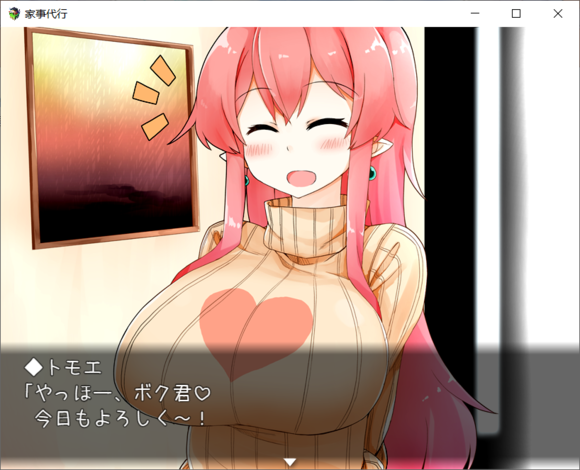 家事代行
◆トモエ
「やっほー、ボク君♡
今日もよろしく～！